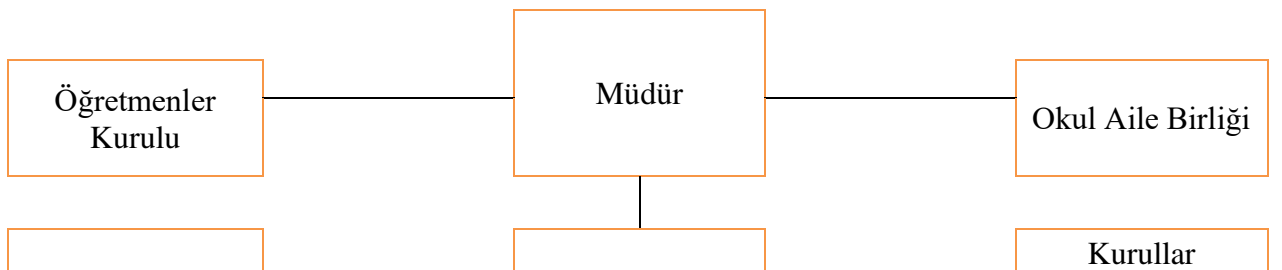 Öğretmenler
Kurulu
Müdür
Okul Aile Birliği
Kurullar